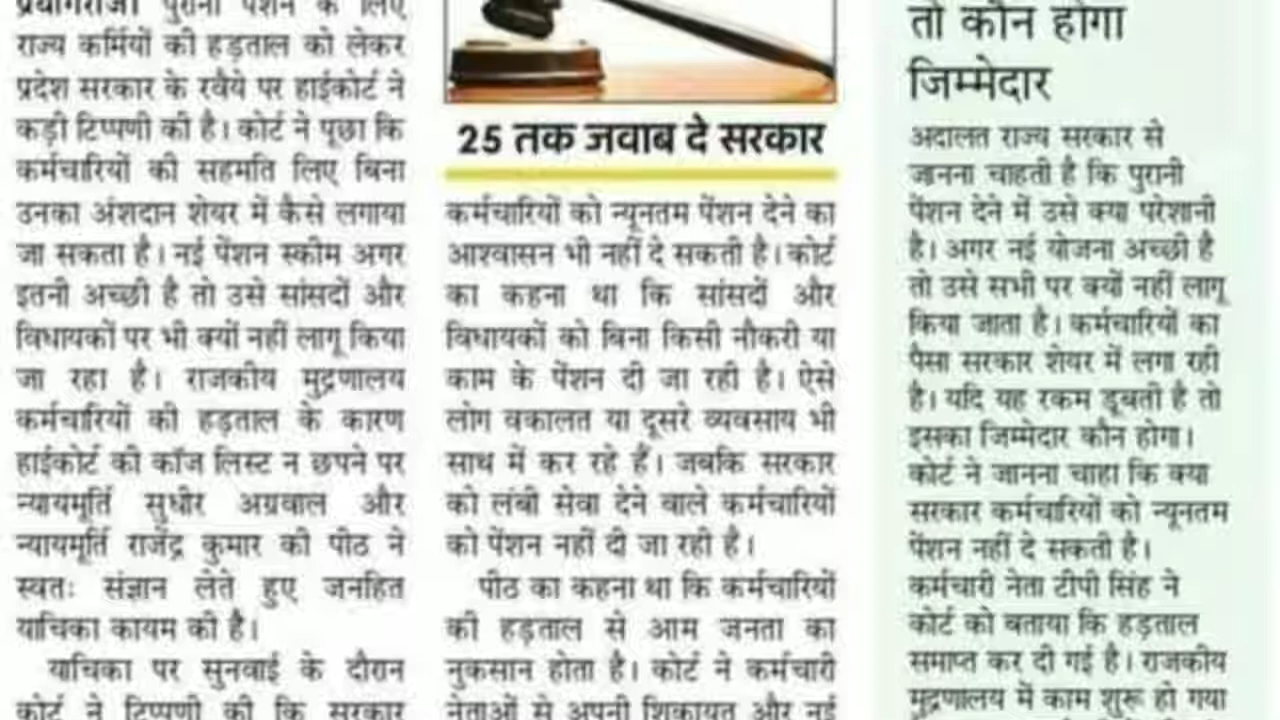 प्रयागराज। पुरानी पेंशन के लिए
राज्य कर्मियों की हड़ताल को लेकर
प्रदेश सरकार के रवैये पर हाईकोर्ट ने
कड़ी टिप्पणी की है। कोर्ट ने पूछा कि
कर्मचारियों की सहमति लिए बिना
उनका अंशदान शेयर में कैसे लगाया
जा सकता है। नई पेंशन स्कीम अगर
इतनी अच्छी है तो उसे सांसदों और
विधायकों पर भी क्यों नहीं लागू किया
जा रहा है। राजकीय मुद्रणालय
कर्मचारियों की हड़ताल के कारण
हाईकोर्ट की कॉज लिस्ट न छपने पर
न्यायमूर्ति सुधीर अग्रवाल और
न्यायमूर्ति राजेंद्र कुमार की पीठ ने
स्वतः संज्ञान लेते हुए जनहित
याचिका कायम की है।
याचिका पर सुनवाई के दौरान
कोर्ट ने टिप्पणी की कि सरकार
25 तक जवाब दे सरकार
कर्मचारियों को न्यूनतम पेंशन देने का
आश्वासन भी नहीं दे सकती है। कोर्ट
का कहना था कि सांसदों और
विधायकों को बिना किसी नौकरी या
काम के पेंशन दी जा रही है। ऐसे
लोग वकालत या दूसरे व्यवसाय भी
साथ में कर रहे हैं। जबकि सरकार
को लंबी सेवा देने वाले कर्मचारियों
को पेंशन नहीं दी जा रही है।
पीठ का कहना था कि कर्मचारियों
की हड़ताल से आम जनता का
नुकसान होता है। कोर्ट ने कर्मचारी
नेताओं से अपनी शिकायत और नई
तो कौन होगा
जिम्मेदार
अदालत राज्य सरकार से
जानना चाहती है कि पुरानी
पेंशन देने में उसे क्या परेशानी
है। अगर नई योजना अच्छी है
तो उसे सभी पर क्यों नहीं लागू
किया जाता है। कर्मचारियों का
पैसा सरकार शेयर में लगा रही
है। यदि यह रकम डूबती है तो
इसका जिम्मेदार कौन होगा।
कोर्ट ने जानना चाहा कि क्या
सरकार कर्मचारियों को न्यूनतम
पेंशन नहीं दे सकती है।
कर्मचारी नेता टीपी सिंह ने
कोर्ट को बताया कि हड़ताल
समाप्त कर दी गई है। राजकीय
मुद्रणालय में काम शुरू हो गया